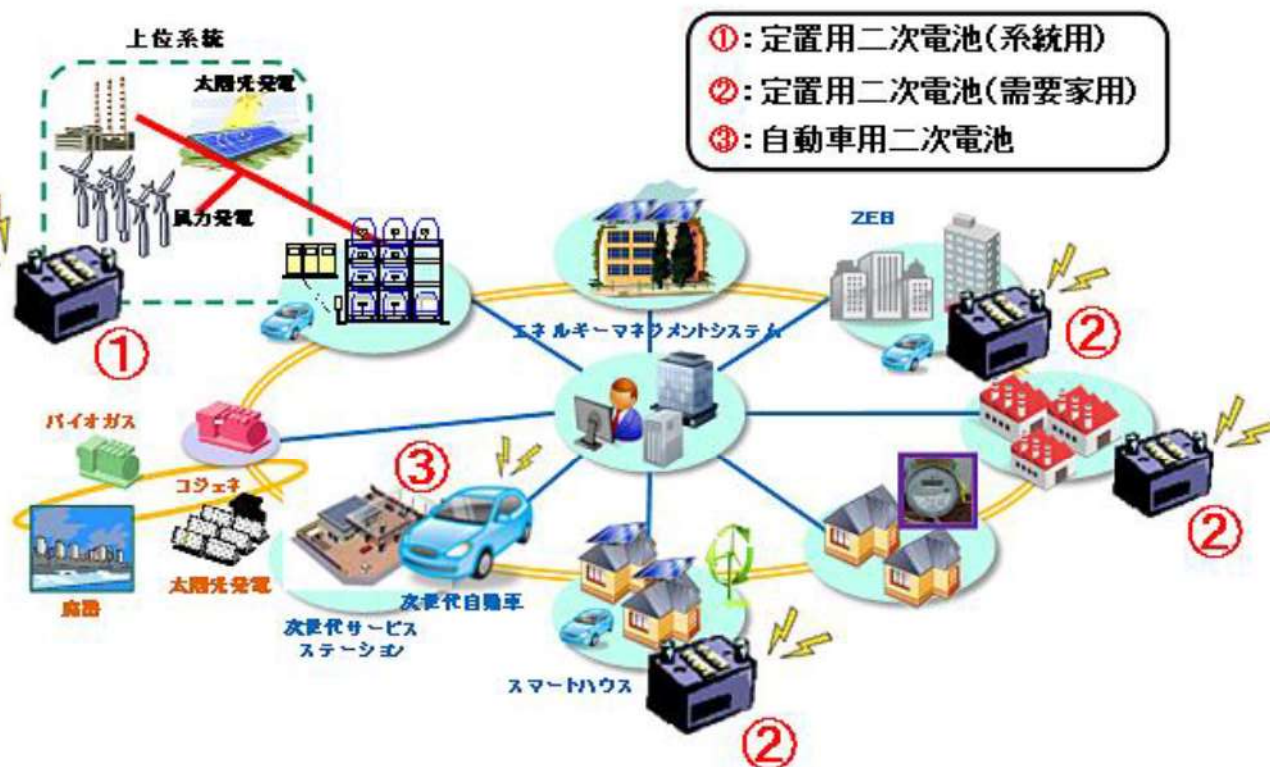 上位系統
太陽光発電
風力発電
①
①：定置用二次電池（系統用）
②：定置用二次電池（需要家用）
③：自動車用二次電池
ZEB
②
エネルギーマネジメントシステム
バイオガス
コジェネ
太陽光発電
③
次世代自動車
次世代サービス
ステーション
スマートハウス
②
②